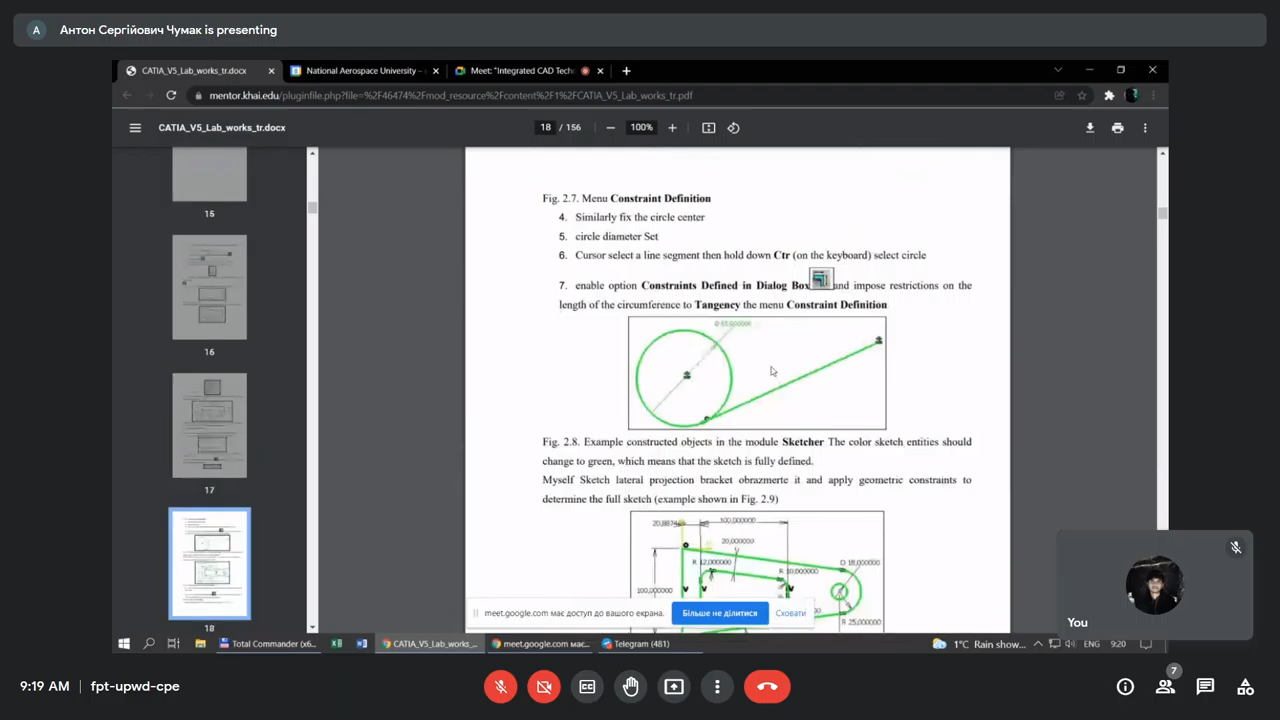 A Антон Сергійович Чумак is presenting
CATIA_V5_Lab_works_tr.docx National Aerospace University – Meet: "Integrated CAD Tech
mentor.khai.edu/pluginfile.php?file=%2F46474%2Fmod_resource%2Fcontent%2F1%2FCATIA_V5_Lab_works_tr.pdf
CATIA_V5_Lab_works_tr.docx 18 / 156 100%
15
16
17
18
Fig. 2.7. Menu Constraint Definition
4. Similarly fix the circle center
5. circle diameter Set
6. Cursor select a line segment then hold down Ctr (on the keyboard) select circle
7. enable option Constraints Defined in Dialog Box and impose restrictions on the
length of the circumference to Tangency the menu Constraint Definition
Fig. 2.8. Example constructed objects in the module Sketcher The color sketch entities should
change to green, which means that the sketch is fully defined.
Myself Sketch lateral projection bracket obrazmerte it and apply geometric constraints to
determine the full sketch (example shown in Fig. 2.9)
100,000000
20,000000
R 12,000000 R 10,000000 D 18,000000
100,000000
R 25,000000
meet.google.com має доступ до вашого екрана. Більше не ділитися Сховати
You
Total Commander (x6... CATIA_V5_Lab_works_... meet.google.com має... Telegram (481) 1°C Rain show... ENG 9:20
9:19 AM | fpt-upwd-cpe
7